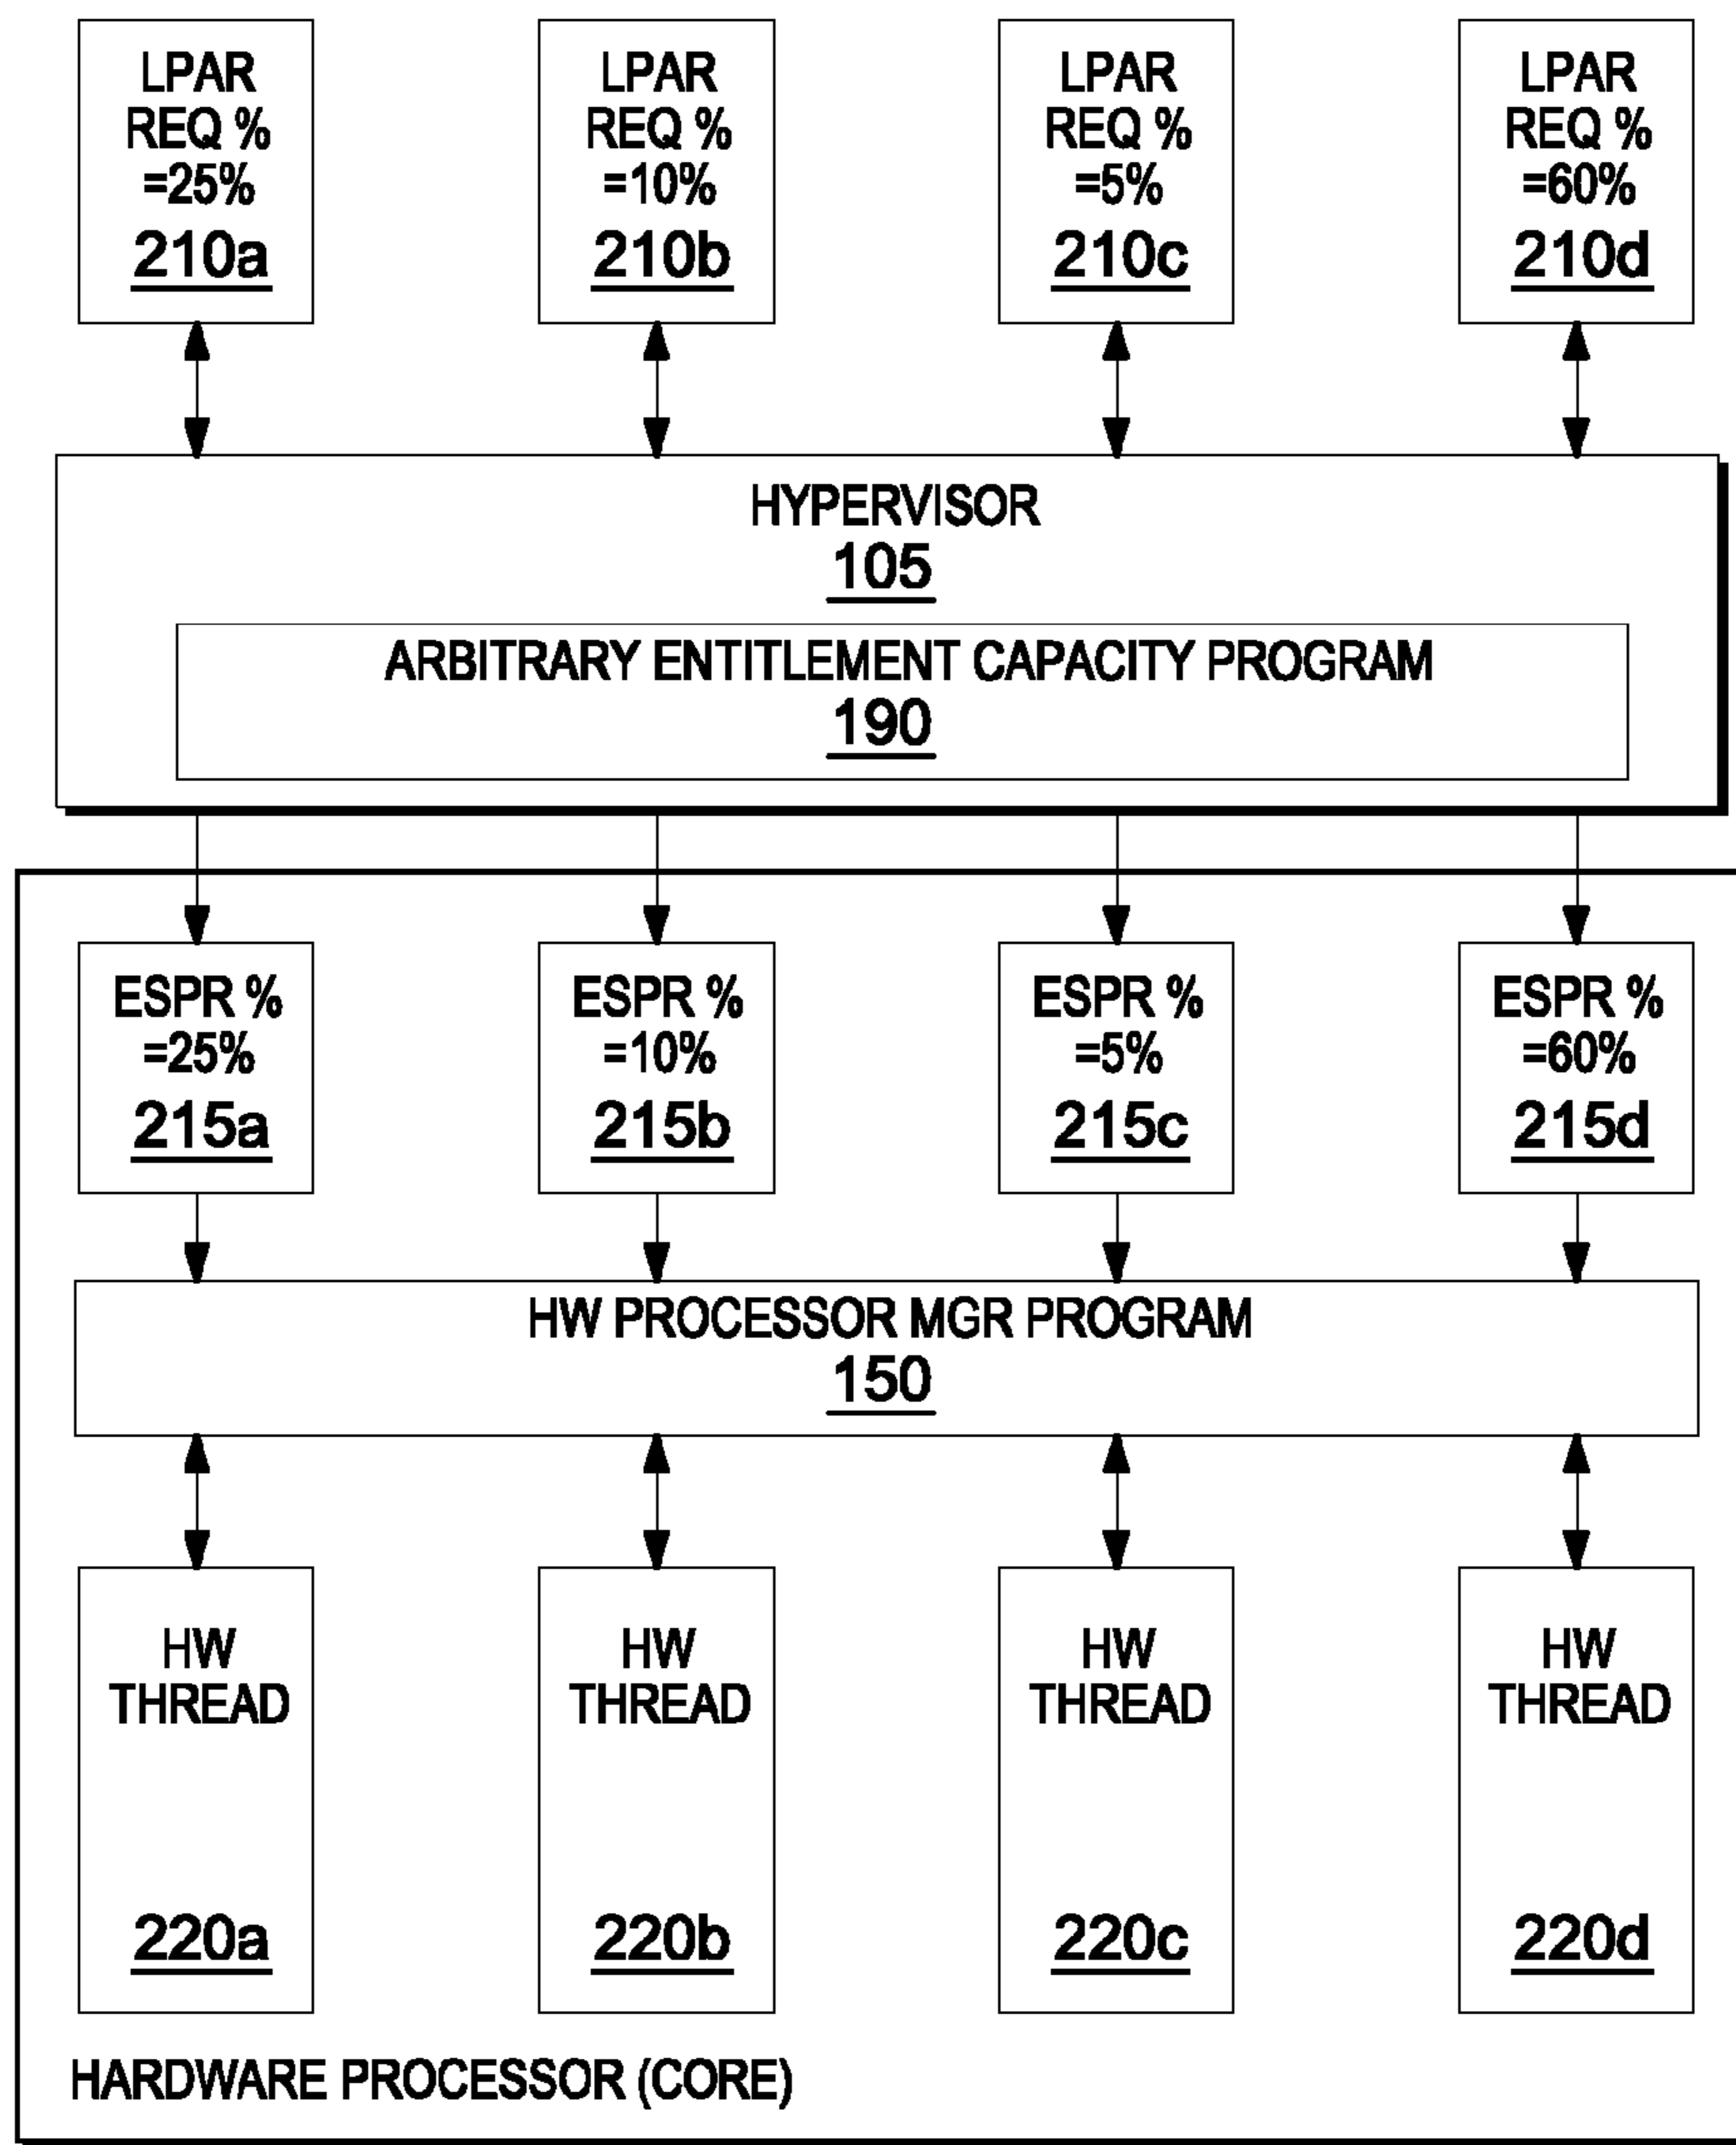 LPAR
REQ %
=25%
210a
LPAR
REQ %
=10%
210b
LPAR
REQ %
=5%
210c
LPAR
REQ %
=60%
210d
HYPERVISOR
105
ARBITRARY ENTITLEMENT CAPACITY PROGRAM
190
ESPR %
=25%
215a
ESPR %
=10%
215b
ESPR %
=5%
215c
ESPR %
=60%
215d
HW PROCESSOR MGR PROGRAM
150
HW
THREAD
220a
HW
THREAD
220b
HW
THREAD
220c
HW
THREAD
220d
HARDWARE PROCESSOR (CORE)